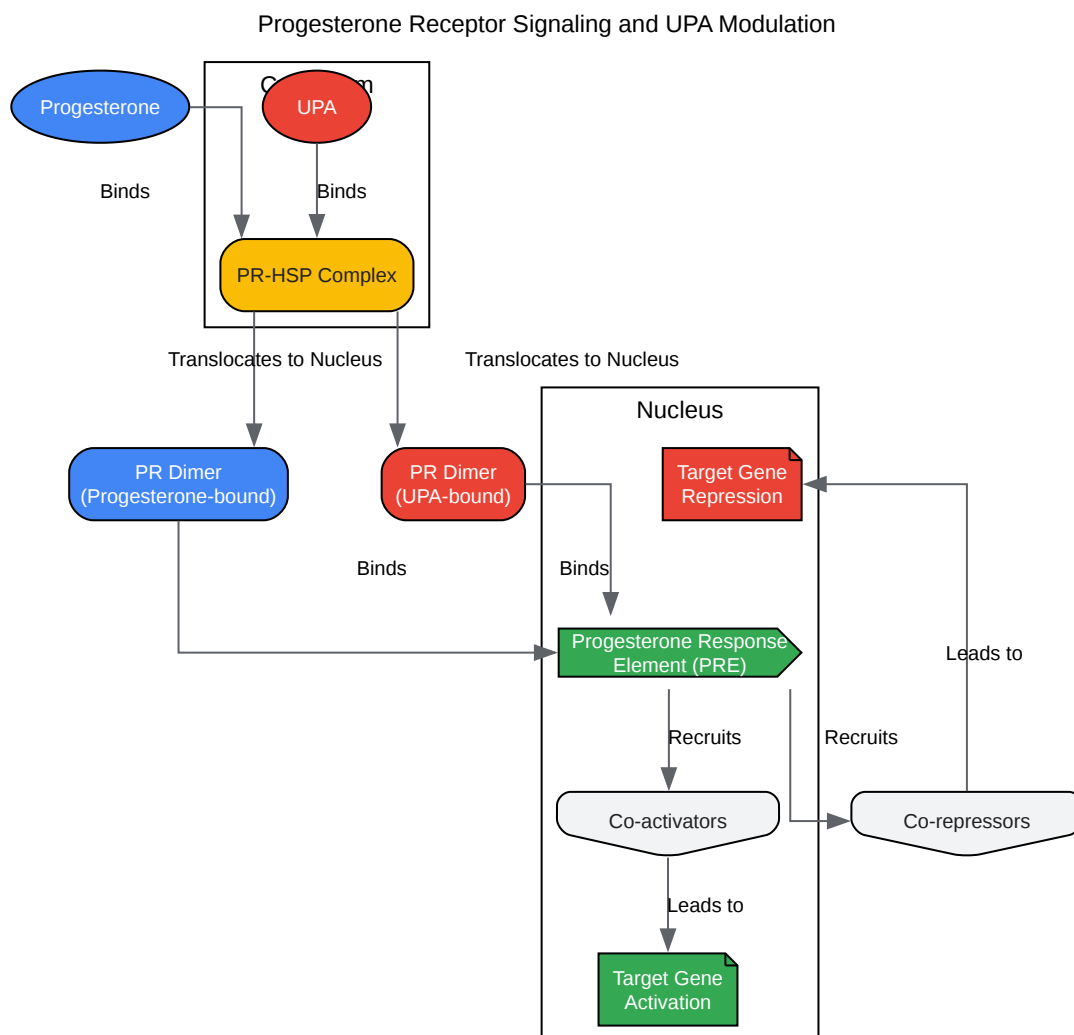 Progesterone Receptor Signaling and UPA Modulation
Progesterone
UPA
Binds
Binds
PR-HSP Complex
Translocates to Nucleus
Translocates to Nucleus
Nucleus
PR Dimer
(Progesterone-bound)
PR Dimer
(UPA-bound)
Target Gene
Repression
Binds
Binds
Progesterone Response
Element (PRE)
Leads to
Recruits
Recruits
Co-activators
Co-repressors
Leads to
Target Gene
Activation